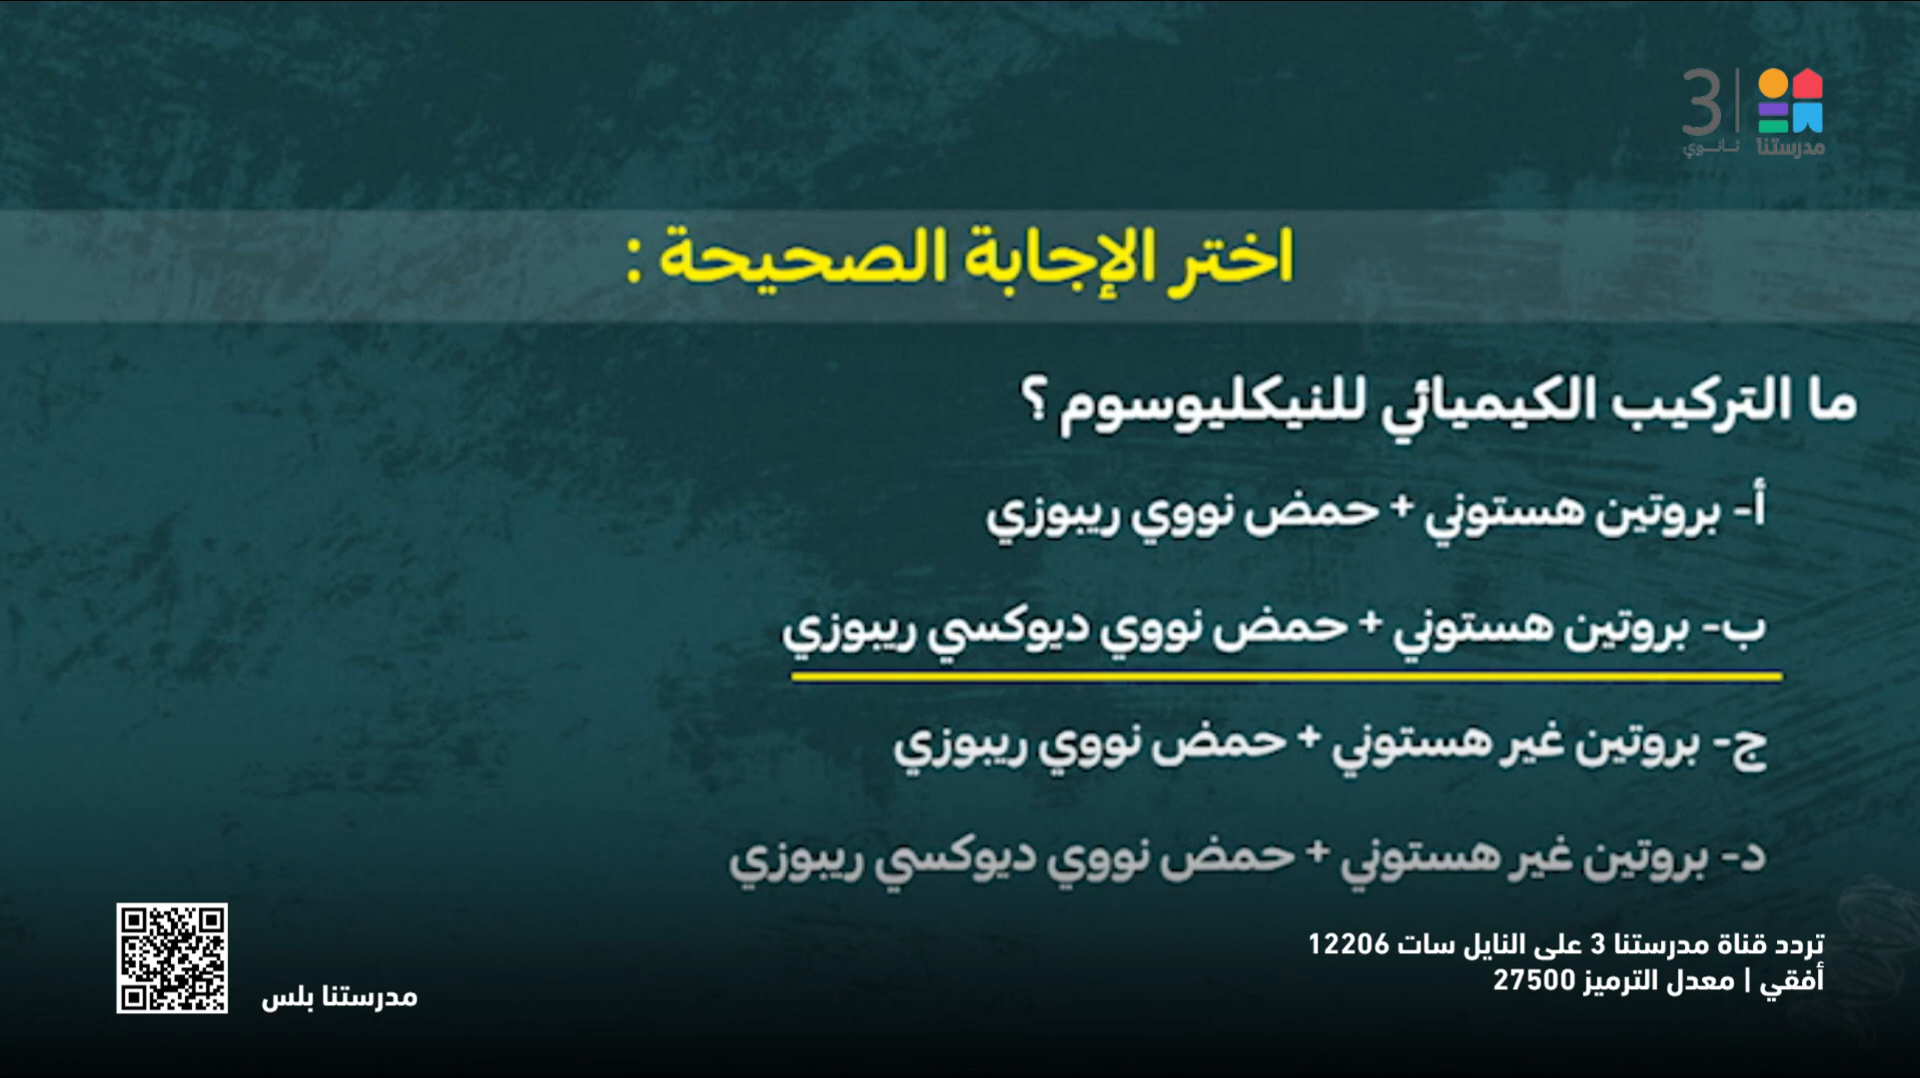 3 مدرستنا
ثانوي
اختر الإجابة الصحيحة :
ما التركيب الكيميائي للنيكليوسوم ؟
أ- بروتين هستوني + حمض نووي ريبوزي
ب- بروتين هستوني + حمض نووي ديوكسي ريبوزي
ج- بروتين غير هستوني + حمض نووي ريبوزي
د- بروتين غير هستوني + حمض نووي ديوكسي ريبوزي
تردد قناة مدرستنا 3 على النايل سات 12206
أفقي | معدل الترميز 27500
مدرستنا بلس